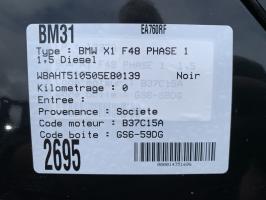 BM31 EA760RF
Type : BMW X1 F48 PHASE 1
1.5 Diesel
WBAHT510505E80139 Noir
Kilometrage : 0
Entree :
Provenance : Societe
Code moteur : B37C15A
Code boite : GS6-59DG
2695